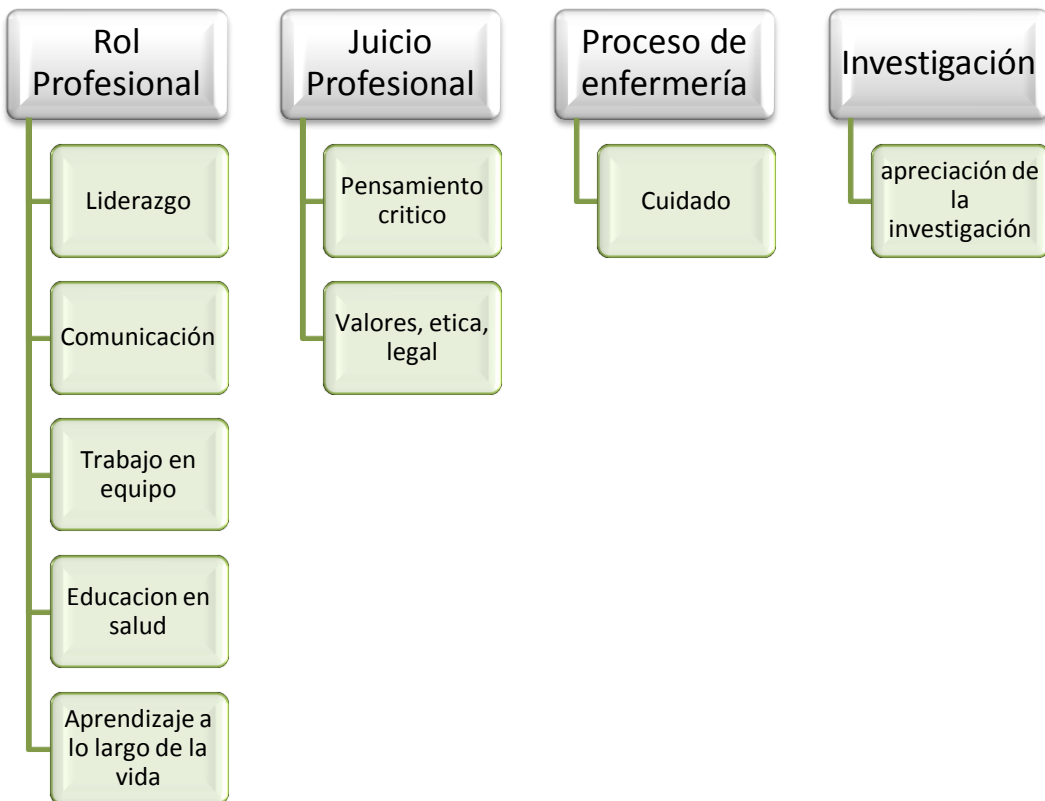 Rol
Profesional
Liderazgo
Comunicación
Trabajo en
equipo
Educacion en
salud
Aprendizaje a
lo largo de la
vida
Juicio
Profesional
Pensamiento
critico
Valores, etica,
legal
Proceso de
enfermería
Cuidado
Investigación
apreciación de
la
investigación